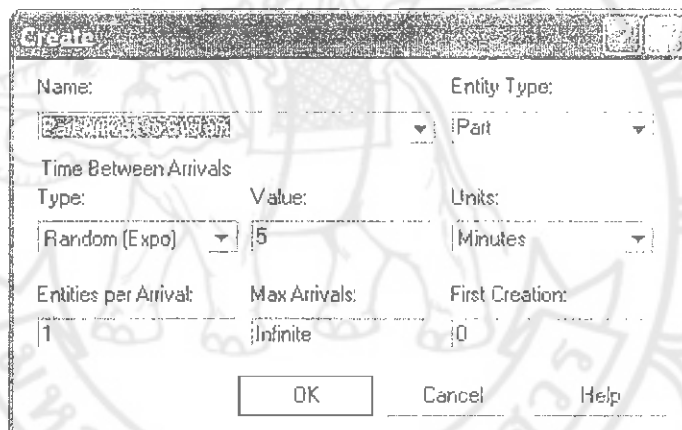 Create
Name: Entity Type:
Part
Time Between Arrivals
Type: Value: Units:
Random (Expo) 5 Minutes
Entities per Arrival: Max Arrivals: First Creation:
1 Infinite 0
OK Cancel Help